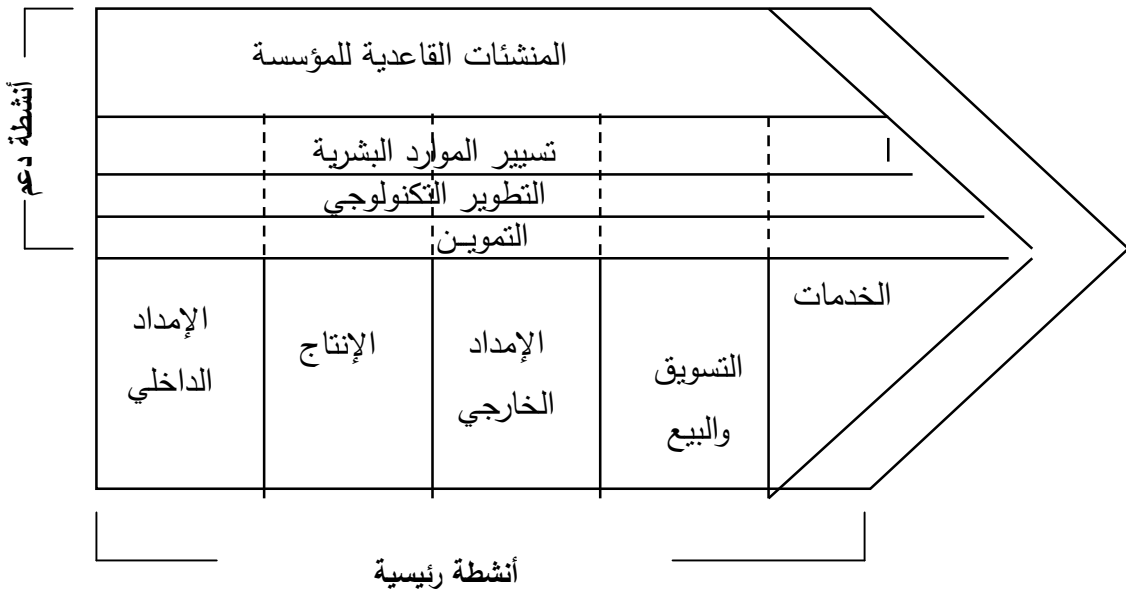 المنشئات القاعدية للمؤسسة
أنشطة دعم
تسيير الموارد البشرية
ا
التطوير التكنولوجي
التمويـن
الإمداد
الداخلي
الإنتاج
الإمداد
الخارجي
التسويق
والبيع
الخدمات
أنشطة رئيسية